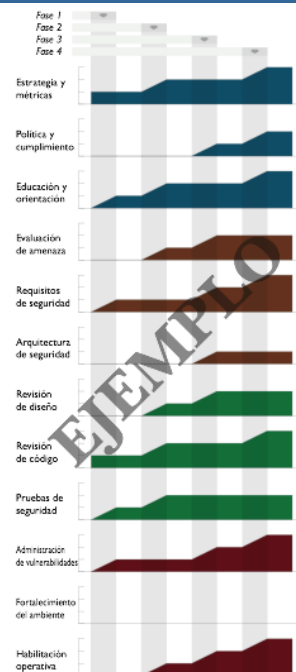 Fase 1
Fase 2
Fase 3
Fase 4
Estrategia y
métricas
Política y
cumplimiento
Educación y
orientación
Evaluación
de amenaza
Requisitos
de seguridad
Arquitectura
de seguridad
Revisión
de diseño
Revisión
de código
Pruebas de
seguridad
Administración
de vulnerabilidades
Fortalecimiento
del ambiente
Habilitación
operativa
EJEMPLO